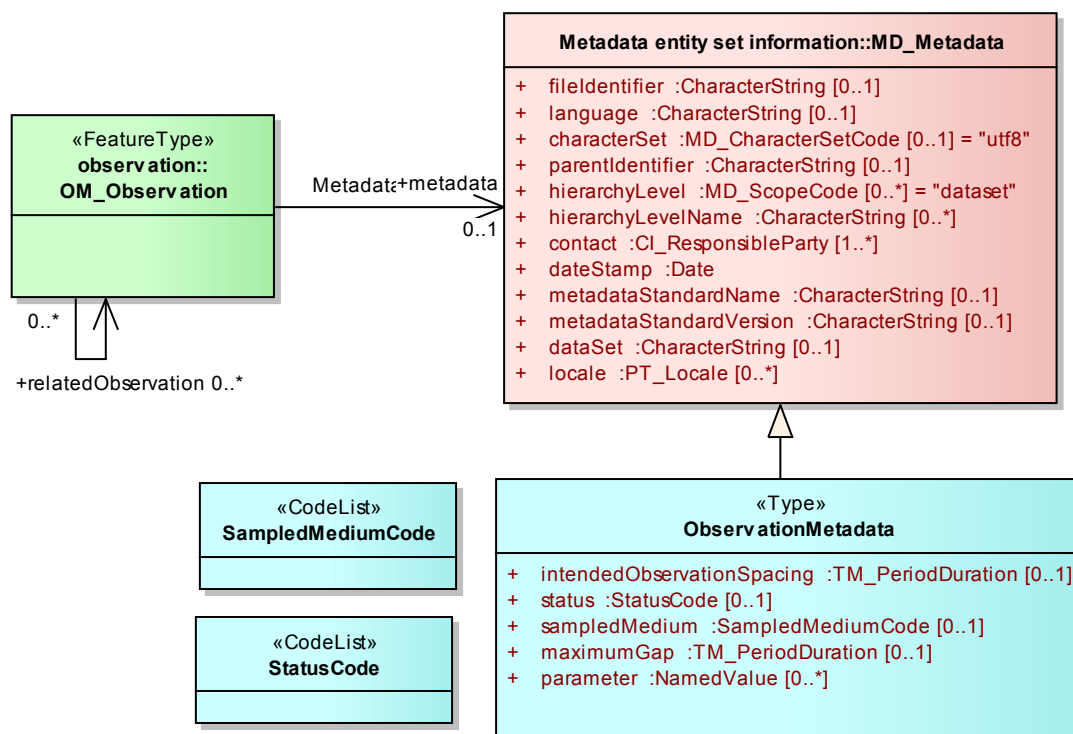 Metadata entity set information::MD_Metadata
+ fileIdentifier :CharacterString [0..1]
+ language :CharacterString [0..1]
+ characterSet :MD_CharacterSetCode [0..1] = "utf8"
+ parentIdentifier :CharacterString [0..1]
+ hierarchyLevel :MD_ScopeCode [0..*] = "dataset"
+ hierarchyLevelName :CharacterString [0..*]
+ contact :CI_ResponsibleParty [1..*]
+ dateStamp :Date
+ metadataStandardName :CharacterString [0..1]
+ metadataStandardVersion :CharacterString [0..1]
+ dataSet :CharacterString [0..1]
+ locale :PT_Locale [0..*]
«FeatureType»
observation::
OM_Observation
Metadata +metadata
0..1
0..*
+relatedObservation 0..*
«CodeList»
SampledMediumCode
«CodeList»
StatusCode
«Type»
ObservationMetadata
+ intendedObservationSpacing :TM_PeriodDuration [0..1]
+ status :StatusCode [0..1]
+ sampledMedium :SampledMediumCode [0..1]
+ maximumGap :TM_PeriodDuration [0..1]
+ parameter :NamedValue [0..*]